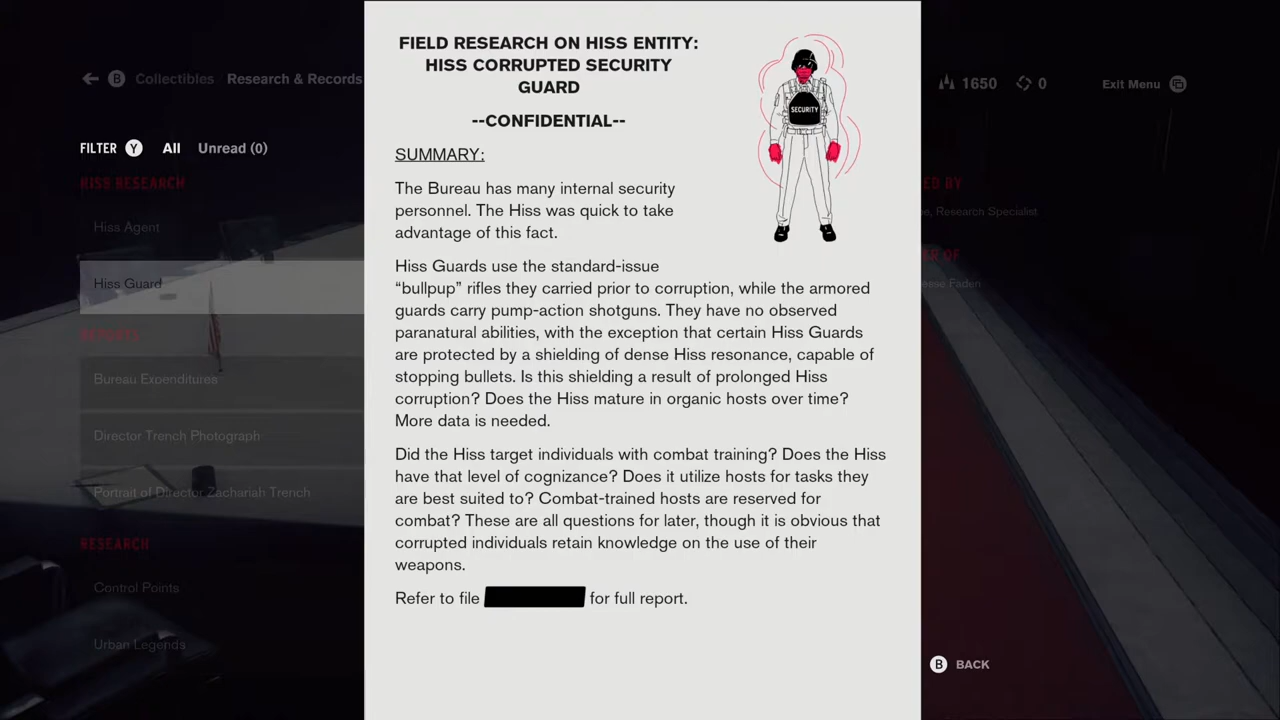 B Collectibles Research & Records
1650 0 Exit Menu
FILTER Y All Unread (0)
HISS RESEARCH
Hiss Agent
Hiss Guard
REPORTS
Bureau Expenditures
Director Trench Photograph
Portrait of Director Zachariah Trench
RESEARCH
Control Points
Urban Legends
FIELD RESEARCH ON HISS ENTITY:
HISS CORRUPTED SECURITY
GUARD
--CONFIDENTIAL--
SECURITY
SUMMARY:
The Bureau has many internal security
personnel. The Hiss was quick to take
advantage of this fact.
Hiss Guards use the standard-issue
“bullpup” rifles they carried prior to corruption, while the armored
guards carry pump-action shotguns. They have no observed
paranatural abilities, with the exception that certain Hiss Guards
are protected by a shielding of dense Hiss resonance, capable of
stopping bullets. Is this shielding a result of prolonged Hiss
corruption? Does the Hiss mature in organic hosts over time?
More data is needed.
Did the Hiss target individuals with combat training? Does the Hiss
have that level of cognizance? Does it utilize hosts for tasks they
are best suited to? Combat-trained hosts are reserved for
combat? These are all questions for later, though it is obvious that
corrupted individuals retain knowledge on the use of their
weapons.
Refer to file for full report.
Research Specialist
Faden
B BACK